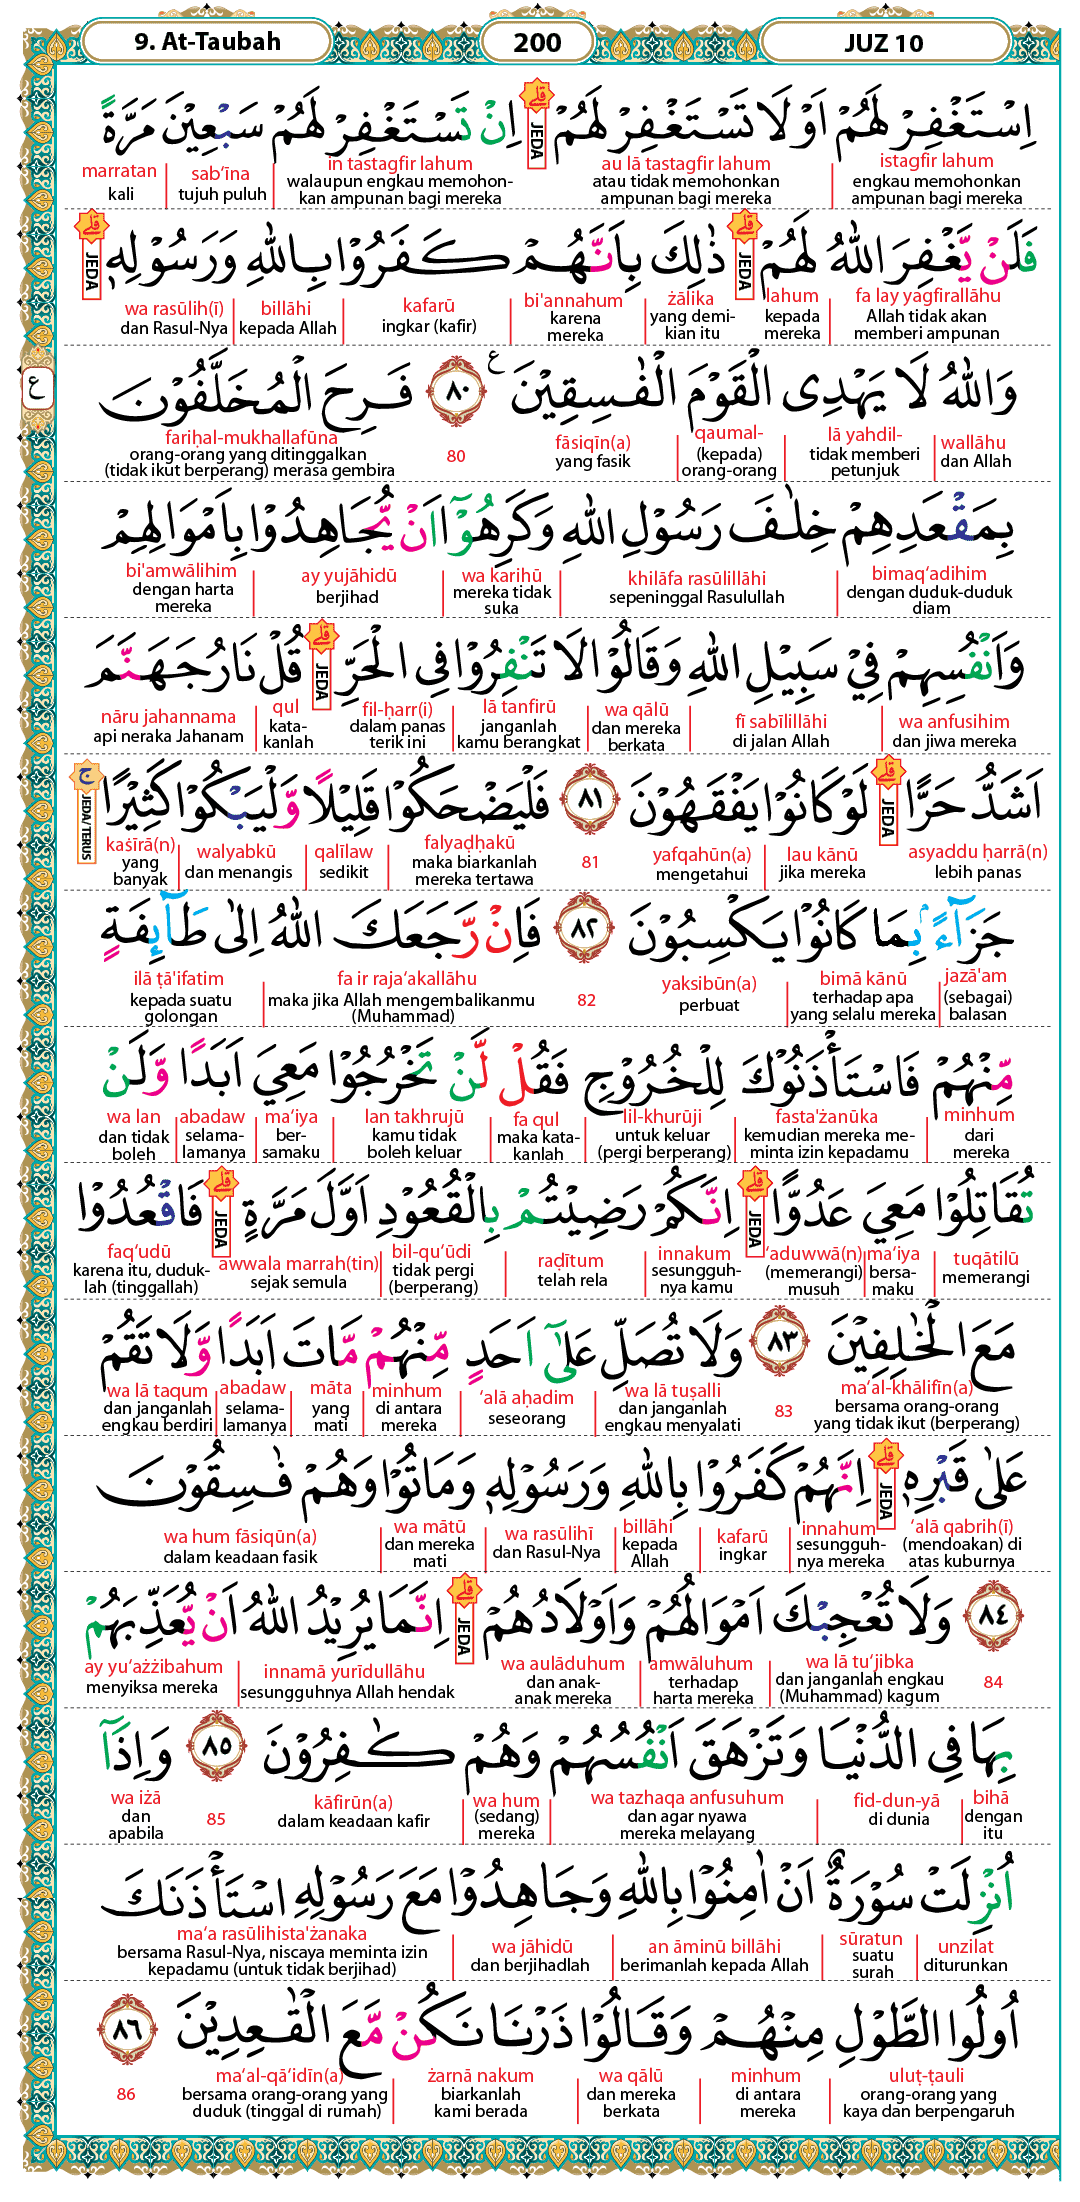 9. At-Taubah 200 JUZ 10
اِسْتَغْفِرْ لَهُمْ اَوْ لَا تَسْتَغْفِرْ لَهُمْ ۗ اِنْ تَسْتَغْفِرْ لَهُمْ سَبْعِيْنَ مَرَّةً
istagfir lahum au lā tastagfir lahum in tastagfir lahum sab‘īna marratan
engkau memohonkan ampunan bagi mereka atau tidak memohonkan ampunan bagi mereka walaupun engkau memohon-kan ampunan bagi mereka tujuh puluh kali
JEDA
فَلَنْ يَّغْفِرَ اللّٰهُ لَهُمْ ۗ ذٰلِكَ بِاَنَّهُمْ كَفَرُوْا بِاللّٰهِ وَرَسُوْلِهٖ ۗ
fa lay yagfirallāhu lahum żālika bi'annahum kafarū billāhi wa rasūlih(ī)
Allah tidak akan memberi ampunan kepada mereka yang demi-kian itu karena mereka ingkar (kafir) kepada Allah dan Rasul-Nya
JEDA JEDA
وَاللّٰهُ لَا يَهْدِى الْقَوْمَ الْفٰسِقِيْنَ ࣖ ٨٠ فَرِحَ الْمُخَلَّفُوْنَ
ع
wallāhu lā yahdil- qaumal- fāsiqīn(a) 80 fariḥal-mukhallafūna
dan Allah tidak memberi petunjuk (kepada) orang-orang yang fasik orang-orang yang ditinggalkan (tidak ikut berperang) merasa gembira
بِمَقْعَدِهِمْ خِلٰفَ رَسُوْلِ اللّٰهِ وَكَرِهُوْٓا اَنْ يُّجَاهِدُوْا بِاَمْوَالِهِمْ
bimaq‘adihim khilāfa rasūlillāhi wa karihū ay yujāhidū bi'amwālihim
dengan duduk-duduk diam sepeninggal Rasulullah mereka tidak suka berjihad dengan harta mereka
وَاَنْفُسِهِمْ فِيْ سَبِيْلِ اللّٰهِ وَقَالُوْا لَا تَنْفِرُوْا فِى الْحَرِّ ۗ قُلْ نَارُ جَهَنَّمَ
wa anfusihim fī sabīlillāhi wa qālū lā tanfirū fil-ḥarr(i) qul nāru jahannama
dan jiwa mereka di jalan Allah dan mereka berkata janganlah kamu berangkat dalam panas terik ini kata-kanlah api neraka Jahanam
JEDA
اَشَدُّ حَرًّا ۗ لَوْ كَانُوْا يَفْقَهُوْنَ ٨١ فَلْيَضْحَكُوْا قَلِيْلًا وَّلْيَبْكُوْا كَثِيْرًا ۚ
asyaddu ḥarrā(n) lau kānū yafqahūn(a) 81 falyaḍḥakū qalīlaw walyabkū kaṡīrā(n)
lebih panas jika mereka mengetahui maka biarkanlah mereka tertawa sedikit dan menangis yang banyak
JEDA JEDA/TERUS
جَزَاۤءًۢ بِمَا كَانُوْا يَكْسِبُوْنَ ٨٢ فَاِنْ رَّجَعَكَ اللّٰهُ اِلٰى طَاۤىِٕفَةٍ
jazā'am bimā kānū yaksibūn(a) 82 fa ir raja‘akallāhu ilā ṭā'ifatim
(sebagai) balasan terhadap apa yang selalu mereka perbuat maka jika Allah mengembalikanmu (Muhammad) kepada suatu golongan
مِّنْهُمْ فَاسْتَأْذَنُوْكَ لِلْخُرُوْجِ فَقُلْ لَّنْ تَخْرُجُوْا مَعِيَ اَبَدًا وَّلَنْ
minhum fasta'żanūka lil-khurūji fa qul lan takhrujū ma‘iya abadaw wa lan
dari mereka kemudian mereka me-minta izin kepadamu untuk keluar (pergi berperang) maka kata-kanlah kamu tidak boleh keluar ber-samaku selama-lamanya dan tidak boleh
تُقَاتِلُوْا مَعِيَ عَدُوًّا ۗ اِنَّكُمْ رَضِيْتُمْ بِالْقُعُوْدِ اَوَّلَ مَرَّةٍ ۗ فَاقْعُدُوْا
tuqātilū ma‘iya ‘aduwwā(n) innakum raḍītum bil-qu‘ūdi awwala marrah(tin) faq‘udū
memerangi bersa-maku (memerangi) musuh sesungguh-nya kamu telah rela tidak pergi (berperang) sejak semula karena itu, duduk-lah (tinggallah)
JEDA JEDA
مَعَ الْخٰلِفِيْنَ ٨٣ وَلَا تُصَلِّ عَلٰٓى اَحَدٍ مِّنْهُمْ مَّاتَ اَبَدًا وَّلَا تَقُمْ
ma‘al-khālifīn(a) 83 wa lā tuṣalli ‘alā aḥadim minhum māta abadaw wa lā taqum
bersama orang-orang yang tidak ikut (berperang) dan janganlah engkau menyalati seseorang di antara mereka yang mati selama-lamanya dan janganlah engkau berdiri
عَلٰى قَبْرِهٖ ۗ اِنَّهُمْ كَفَرُوْا بِاللّٰهِ وَرَسُوْلِهٖ وَمَاتُوْا وَهُمْ فٰسِقُوْنَ
‘alā qabrih(ī) innahum kafarū billāhi wa rasūlihī wa mātū wa hum fāsiqūn(a)
(mendoakan) di atas kuburnya sesungguh-nya mereka ingkar kepada Allah dan Rasul-Nya dan mereka mati dalam keadaan fasik
JEDA
٨٤ وَلَا تُعْجِبْكَ اَمْوَالُهُمْ وَاَوْلَادُهُمْ ۗ اِنَّمَا يُرِيْدُ اللّٰهُ اَنْ يُّعَذِّبَهُمْ
84 wa lā tu‘jibka amwāluhum wa aulāduhum innamā yurīdullāhu ay yu‘ażżibahum
dan janganlah engkau (Muhammad) kagum terhadap harta mereka dan anak-anak mereka sesungguhnya Allah hendak menyiksa mereka
JEDA
بِهَا فِى الدُّنْيَا وَتَزْهَقَ اَنْفُسُهُمْ وَهُمْ كٰفِرُوْنَ ٨٥ وَاِذَآ
bihā fid-dun-yā wa tazhaqa anfusuhum wa hum kāfirūn(a) 85 wa iżā
dengan itu di dunia dan agar nyawa mereka melayang (sedang) mereka dalam keadaan kafir dan apabila
اُنْزِلَتْ سُوْرَةٌ اَنْ اٰمِنُوْا بِاللّٰهِ وَجَاهِدُوْا مَعَ رَسُوْلِهِ اسْتَأْذَنَكَ
unzilat sūratun an āminū billāhi wa jāhidū ma‘a rasūlihista'żanaka
diturunkan suatu surah berimanlah kepada Allah dan berjihadlah bersama Rasul-Nya, niscaya meminta izin kepadamu (untuk tidak berjihad)
اُولُوا الطَّوْلِ مِنْهُمْ وَقَالُوْا ذَرْنَا نَكُنْ مَّعَ الْقٰعِدِيْنَ ٨٦
uluṭ-ṭauli minhum wa qālū żarnā nakum ma‘al-qā‘idīn(a) 86
orang-orang yang kaya dan berpengaruh di antara mereka dan mereka berkata biarkanlah kami berada bersama orang-orang yang duduk (tinggal di rumah)